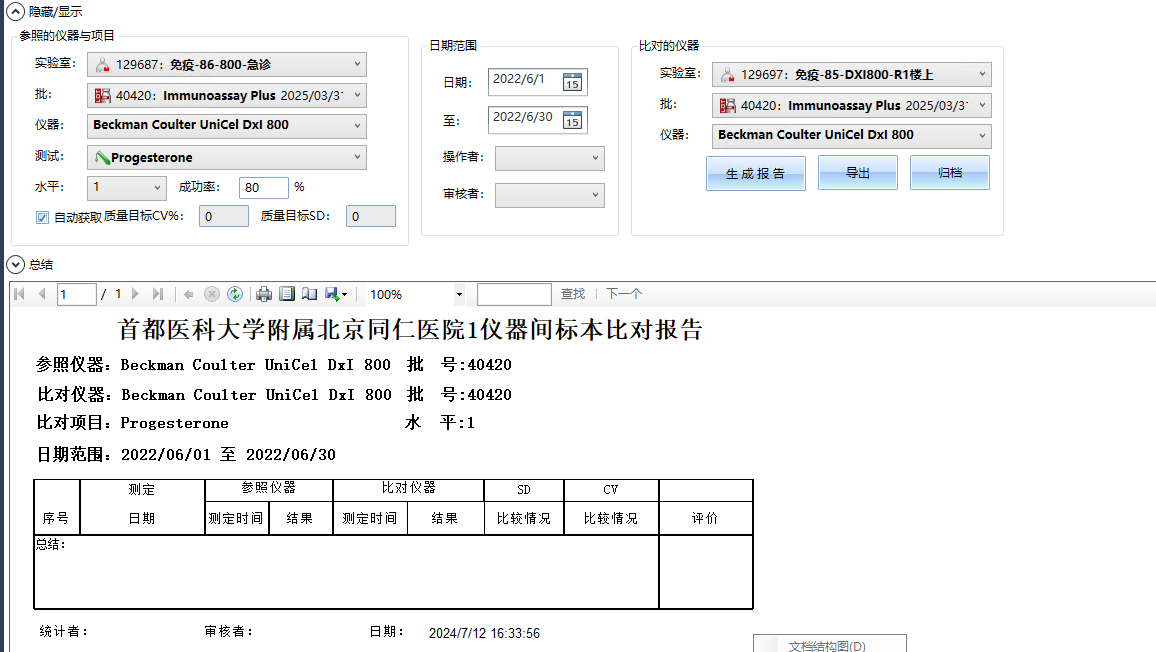 隐藏/显示
参照的仪器与项目
实验室: 129687: 免疫-86-800-急诊
批: 40420: Immunoassay Plus 2025/03/3
仪器: Beckman Coulter UniCel DxI 800
测试: Progesterone
水平: 1 成功率: 80 %
自动获取 质量目标CV%: 0 质量目标SD: 0
日期范围
日期: 2022/6/1 15
至: 2022/6/30 15
操作者:
审核者:
比对的仪器
实验室: 129697: 免疫-85-DXI800-R1楼上
批: 40420: Immunoassay Plus 2025/03/3
仪器: Beckman Coulter UniCel DxI 800
生成报告 导出 归档
总结
1 / 1 100% 查找 下一个
首都医科大学附属北京同仁医院1仪器间标本比对报告
参照仪器: Beckman Coulter UniCel DxI 800 批 号:40420
比对仪器: Beckman Coulter UniCel DxI 800 批 号:40420
比对项目: Progesterone 水 平:1
日期范围: 2022/06/01 至 2022/06/30
测定 参照仪器 比对仪器 SD CV
序号 日期 测定时间 结果 测定时间 结果 比较情况 比较情况 评价
总结:
统计者: 审核者: 日期: 2024/7/12 16:33:56
文档结构图(D)